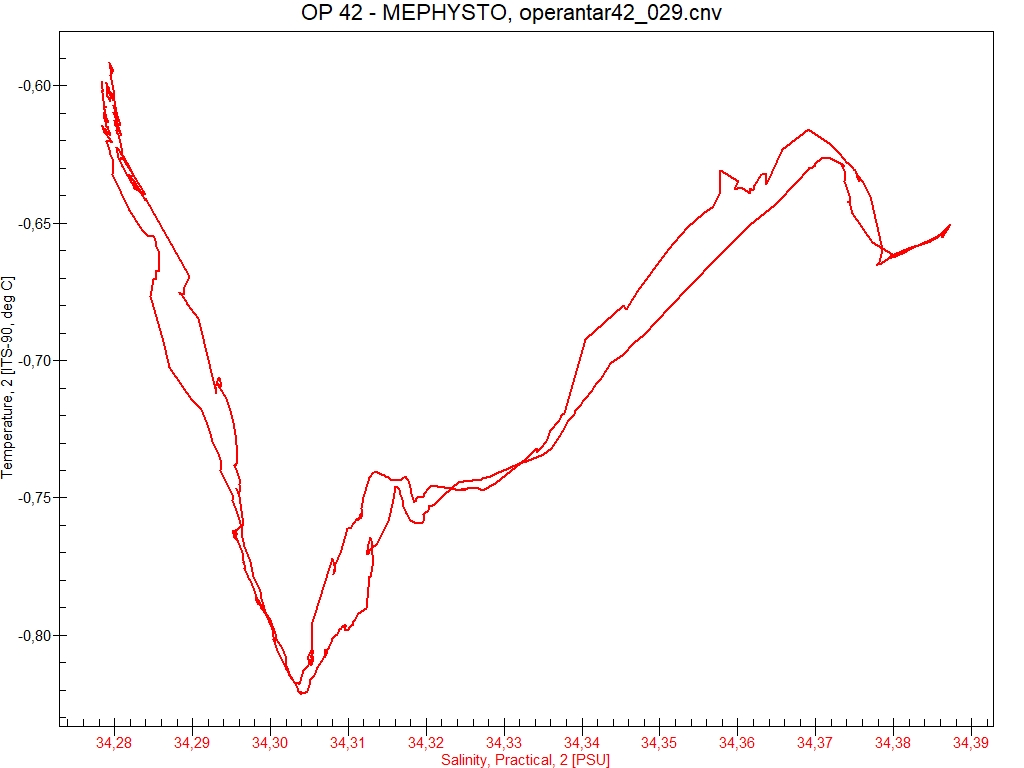 OP 42 - MEPHYSTO, operantar42_029.cnv
Temperature, 2 [ITS-90, deg C]
-0,60
-0,65
-0,70
-0,75
-0,80
34,28 34,29 34,30 34,31 34,32 34,33 34,34 34,35 34,36 34,37 34,38 34,39
Salinity, Practical, 2 [PSU]